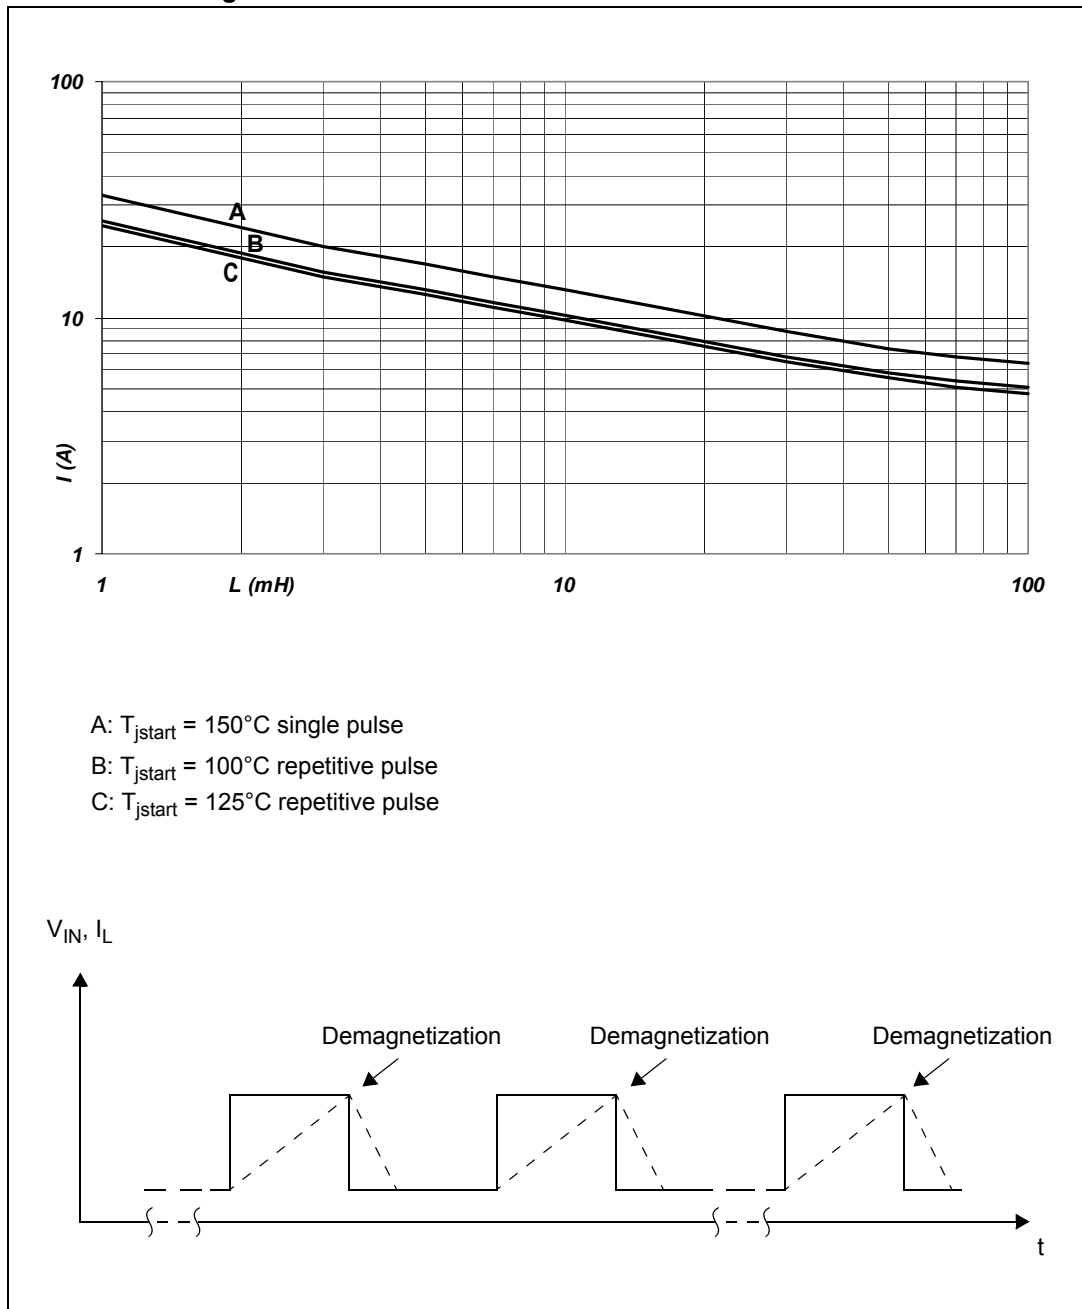 100
A
B
C
10
I (A)
1
1 L (mH) 10 100
A: Tjstart = 150°C single pulse
B: Tjstart = 100°C repetitive pulse
C: Tjstart = 125°C repetitive pulse
VIN, IL
Demagnetization Demagnetization Demagnetization
t